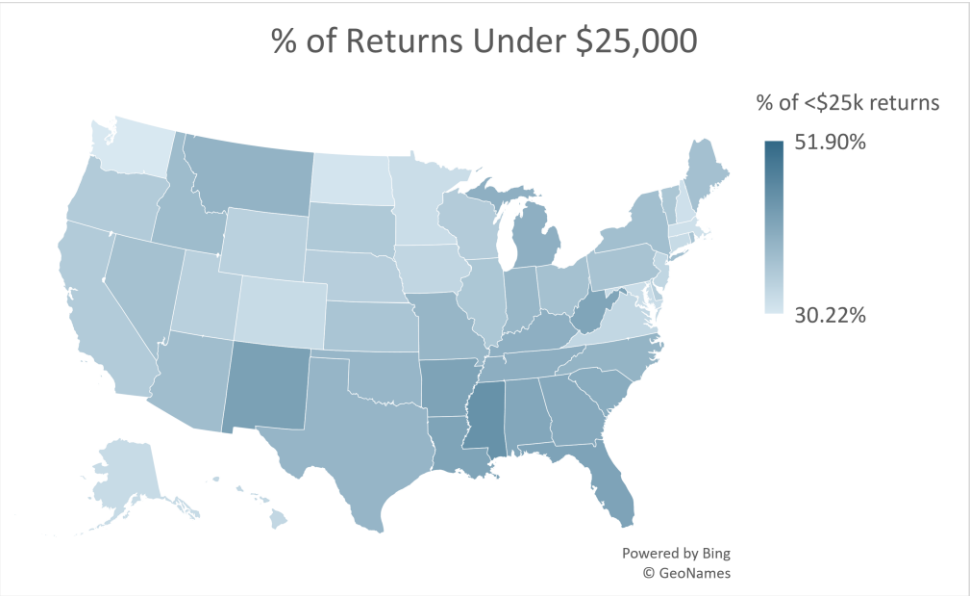 % of Returns Under $25,000
% of <$25k returns
51.90%
30.22%
Powered by Bing
© GeoNames